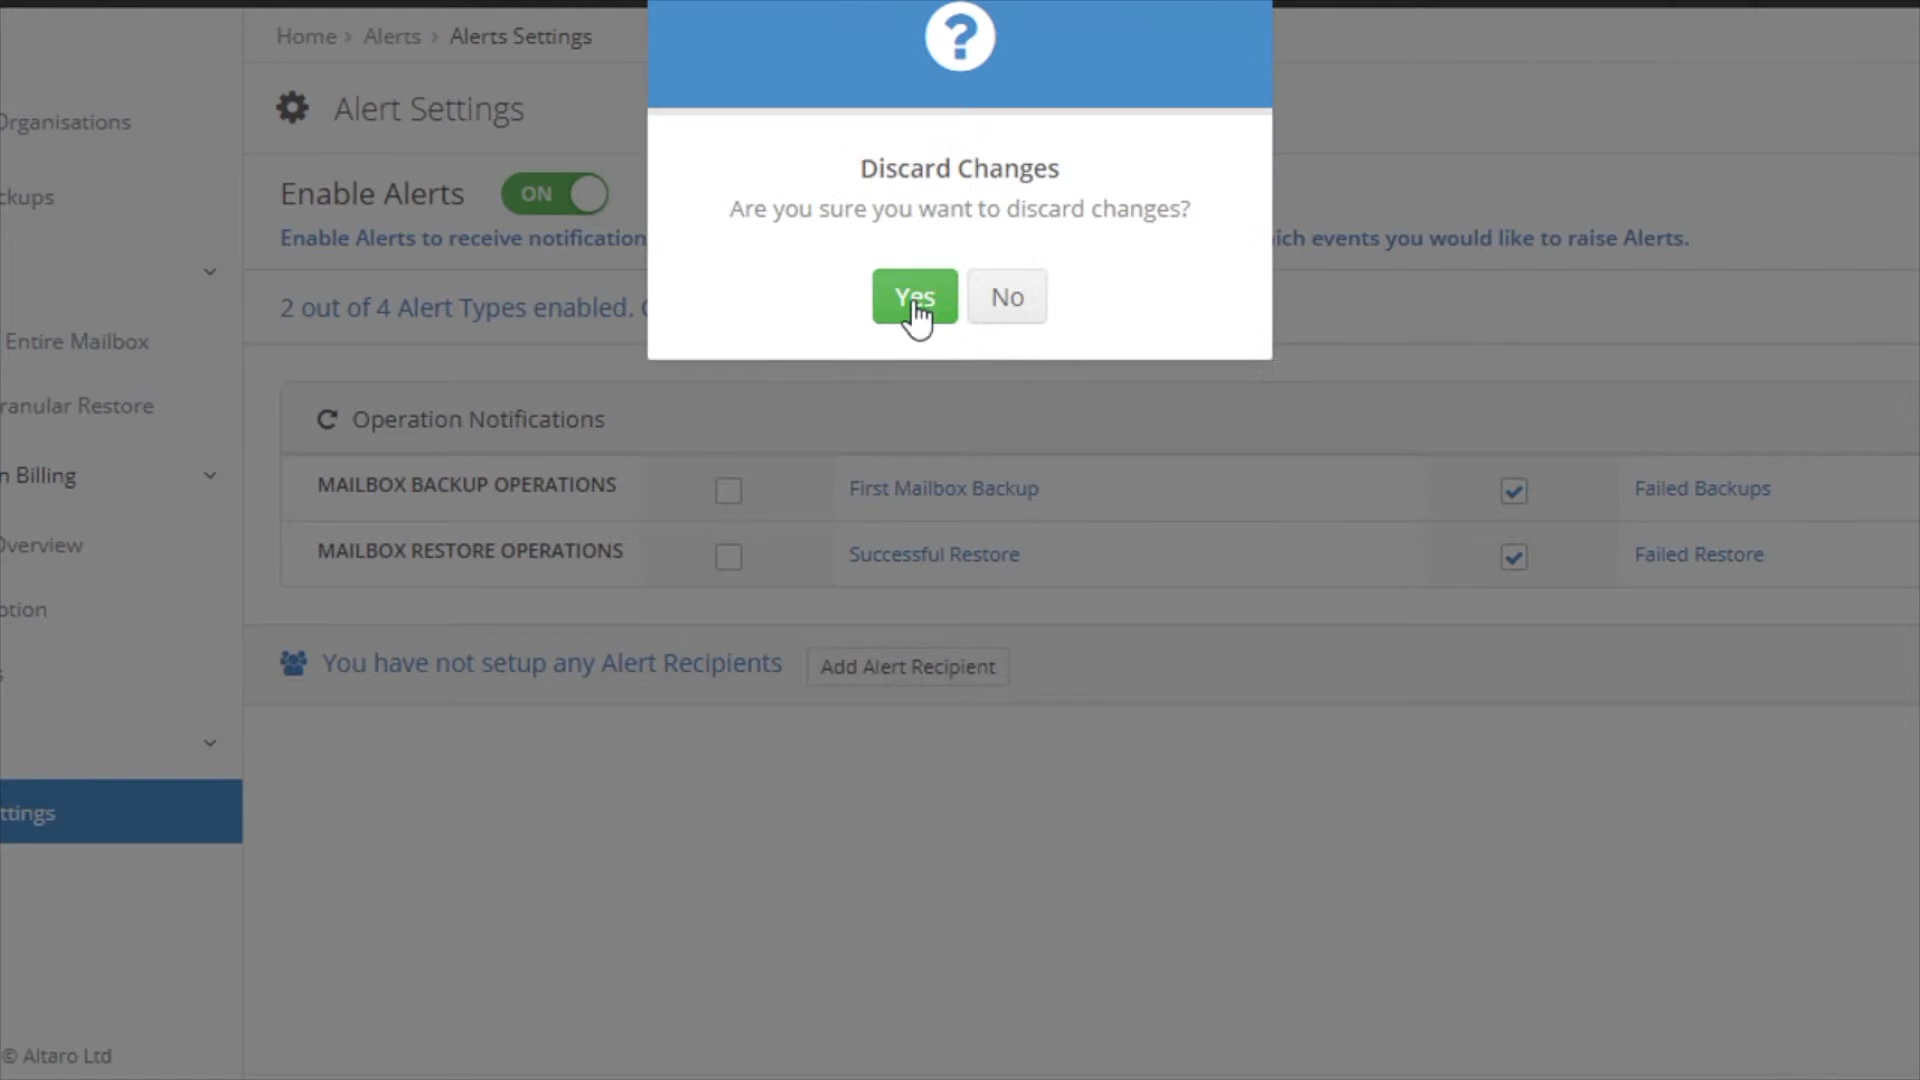 Home > Alerts > Alerts Settings
?
Organisations
Alert Settings
Discard Changes
ckups
Enable Alerts ON
Are you sure you want to discard changes?
Enable Alerts to receive notification
ich events you would like to raise Alerts.
Yes No
2 out of 4 Alert Types enabled.
Entire Mailbox
ranular Restore
Operation Notifications
n Billing
MAILBOX BACKUP OPERATIONS First Mailbox Backup Failed Backups
Overview
MAILBOX RESTORE OPERATIONS Successful Restore Failed Restore
ption
You have not setup any Alert Recipients Add Alert Recipient
ttings
© Altaro Ltd